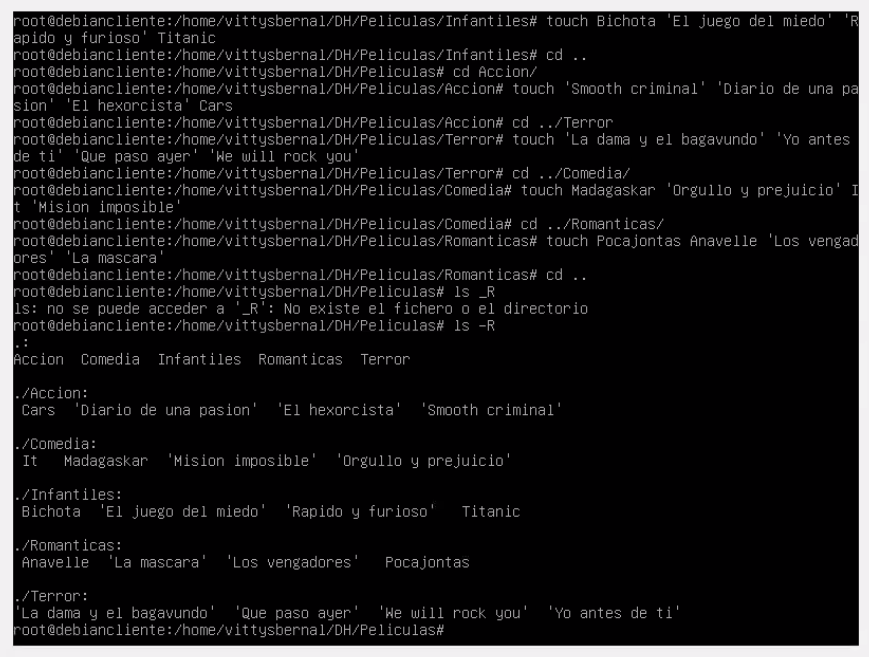 root@debiancliente:/home/vittysbernal/DH/Peliculas/Infantiles# touch Bichota 'El juego del miedo' 'R
apido y furioso' Titanic
root@debiancliente:/home/vittysbernal/DH/Peliculas/Infantiles# cd ..
root@debiancliente:/home/vittysbernal/DH/Peliculas# cd Accion/
root@debiancliente:/home/vittysbernal/DH/Peliculas/Accion# touch 'Smooth criminal' 'Diario de una pa
sion' 'El hexorcista' Cars
root@debiancliente:/home/vittysbernal/DH/Peliculas/Accion# cd ../Terror
root@debiancliente:/home/vittysbernal/DH/Peliculas/Terror# touch 'La dama y el bagavundo' 'Yo antes
de ti' 'Que paso ayer' 'We will rock you'
root@debiancliente:/home/vittysbernal/DH/Peliculas/Terror# cd ../Comedia/
root@debiancliente:/home/vittysbernal/DH/Peliculas/Comedia# touch Madagaskar 'Orgullo y prejuicio' I
t 'Mision imposible'
root@debiancliente:/home/vittysbernal/DH/Peliculas/Comedia# cd ../Romanticas/
root@debiancliente:/home/vittysbernal/DH/Peliculas/Romanticas# touch Pocajontas Anavelle 'Los vengad
ores' 'La mascara'
root@debiancliente:/home/vittysbernal/DH/Peliculas/Romanticas# cd ..
root@debiancliente:/home/vittysbernal/DH/Peliculas# ls _R
ls: no se puede acceder a '_R': No existe el fichero o el directorio
root@debiancliente:/home/vittysbernal/DH/Peliculas# ls -R
.:
Accion  Comedia  Infantiles  Romanticas  Terror

./Accion:
 Cars  'Diario de una pasion'  'El hexorcista'  'Smooth criminal'

./Comedia:
 It   Madagaskar  'Mision imposible'  'Orgullo y prejuicio'

./Infantiles:
 Bichota  'El juego del miedo'  'Rapido y furioso'   Titanic

./Romanticas:
 Anavelle  'La mascara'  'Los vengadores'   Pocajontas

./Terror:
'La dama y el bagavundo'  'Que paso ayer'  'We will rock you'  'Yo antes de ti'
root@debiancliente:/home/vittysbernal/DH/Peliculas#